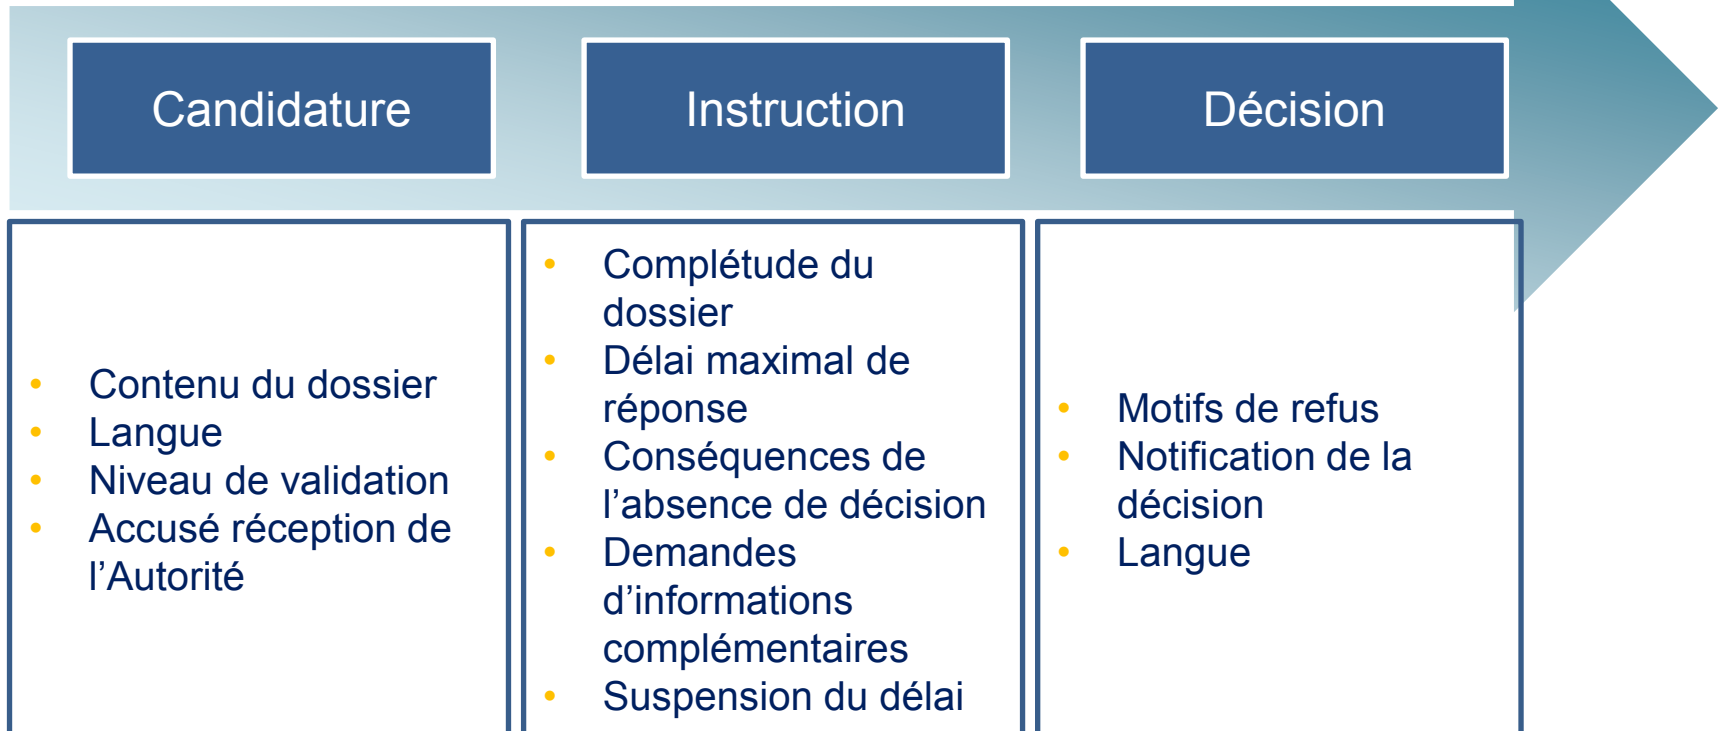 Candidature
Instruction
Décision
• Contenu du dossier
• Langue
• Niveau de validation
• Accusé réception de
l’Autorité
• Complétude du
dossier
• Délai maximal de
réponse
• Conséquences de
l’absence de décision
• Demandes
d’informations
complémentaires
• Suspension du délai
• Motifs de refus
• Notification de la
décision
• Langue